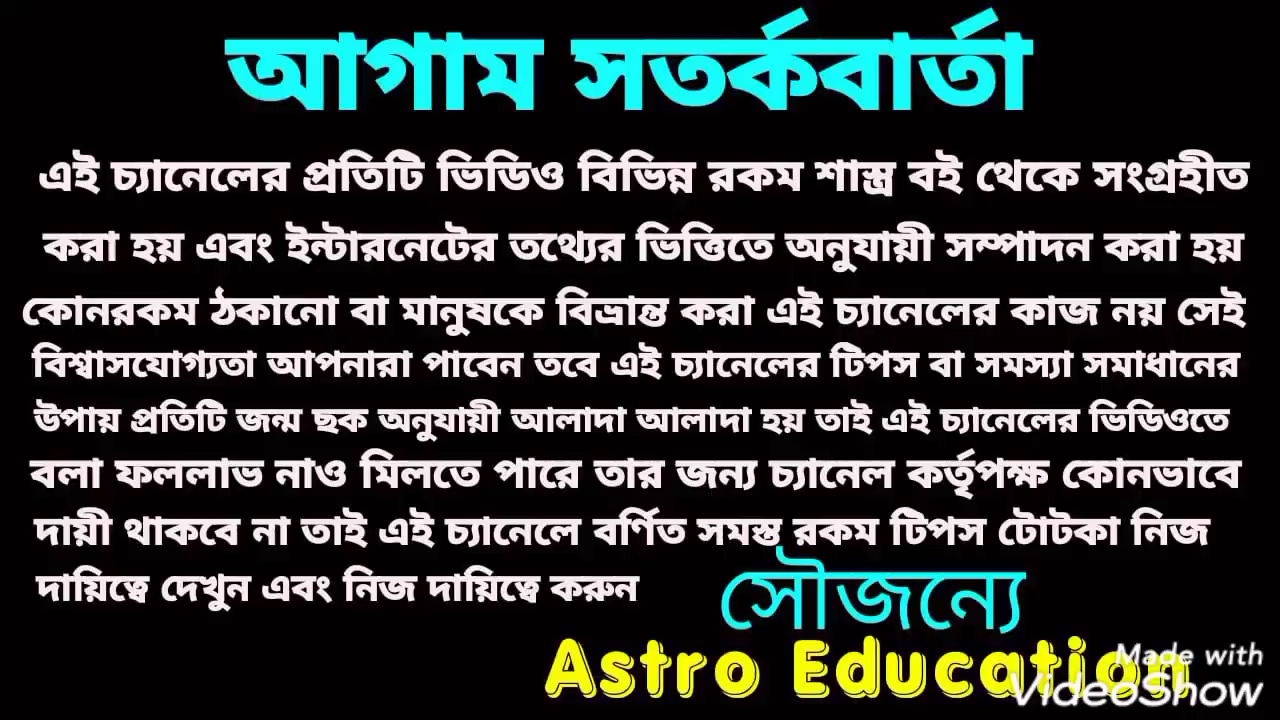 আগাম সতর্কবার্তা
এই চ্যানেলের প্রতিটি ভিডিও বিভিন্ন রকম শাস্ত্র বই থেকে সংগ্রহীত
করা হয় এবং ইন্টারনেটের তথ্যের ভিত্তিতে অনুযায়ী সম্পাদন করা হয়
কোনরকম ঠকানো বা মানুষকে বিভ্রান্ত করা এই চ্যানেলের কাজ নয় সেই
বিশ্বাসযোগ্যতা আপনারা পাবেন তবে এই চ্যানেলের টিপস বা সমস্যা সমাধানের
উপায় প্রতিটি জন্ম ছক অনুযায়ী আলাদা আলাদা হয় তাই এই চ্যানেলের ভিডিওতে
বলা ফললাভ নাও মিলতে পারে তার জন্য চ্যানেল কর্তৃপক্ষ কোনভাবে
দায়ী থাকবে না তাই এই চ্যানেলে বর্ণিত সমস্ত রকম টিপস টোটকা নিজ
দায়িত্বে দেখুন এবং নিজ দায়িত্বে করুন
সৌজন্যে
Astro Education
Made with
VideoShow